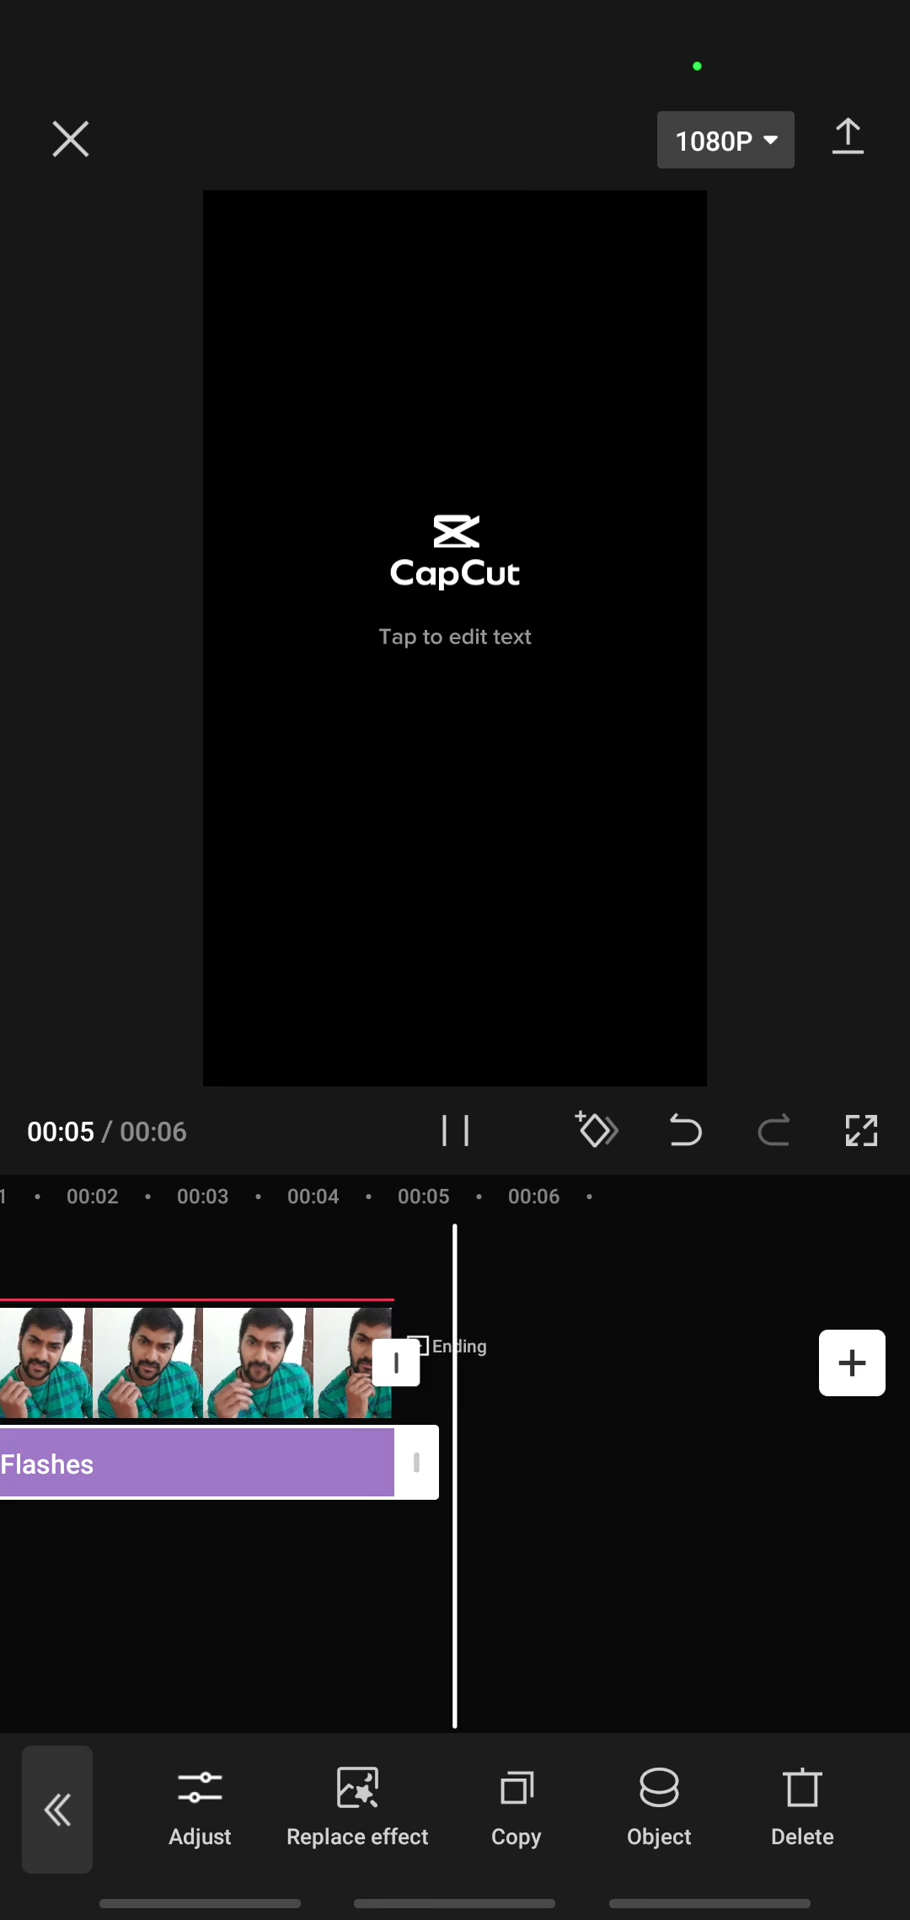 1080P
CapCut
Tap to edit text
00:05 / 00:06
1 00:02 00:03 00:04 00:05 00:06
Ending
Flashes
Adjust Replace effect Copy Object Delete